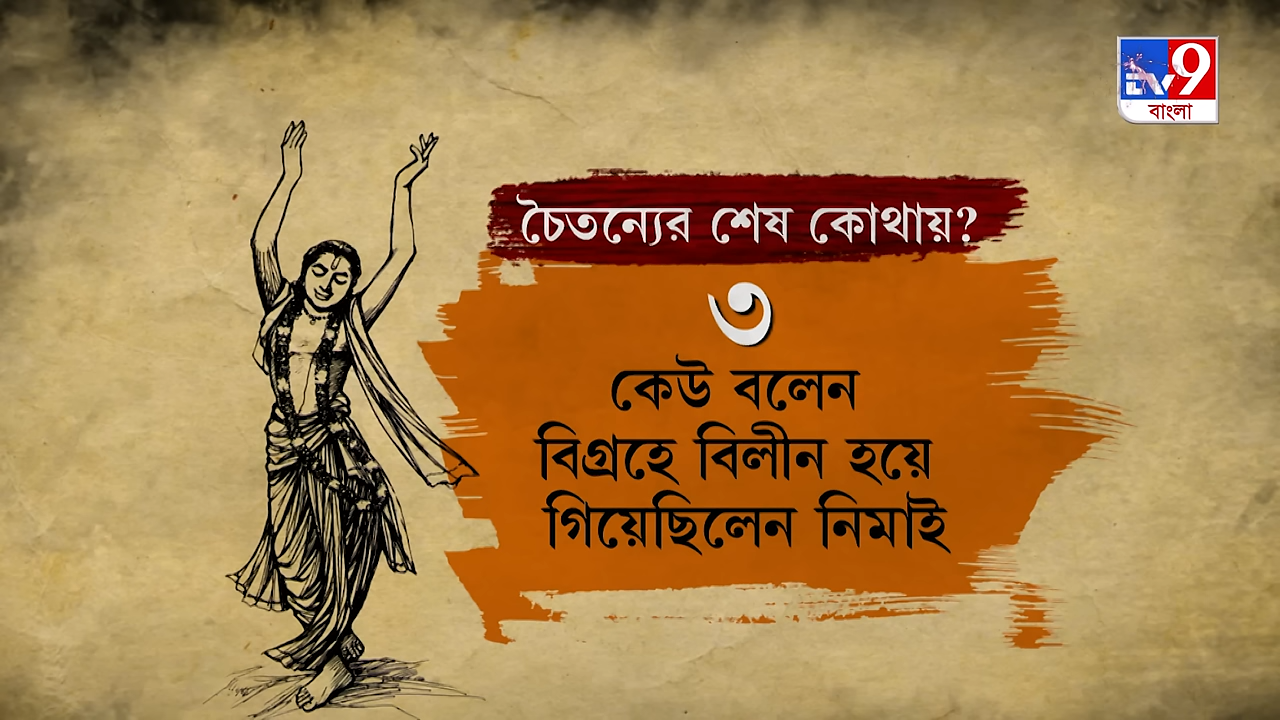 TV9
বাংলা
চৈতন্যের শেষ কোথায়?
৩
কেউ বলেন
বিগ্রহে বিলীন হয়ে
গিয়েছিলেন নিমাই